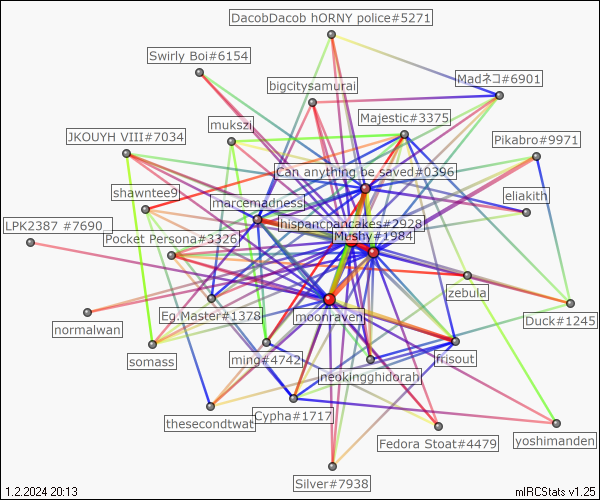 DacobDacob hORNY police#5271
Swirly Boi#6154
Madネコ#6901
bigcitysamurai
Majestic#3375
mukszi
JKOUYH VIII#7034
Pikabro#9971
Can anything be saved#0396
shawntee9
eliakith
marcemadness
LPK2387 #7690
hispanicpancakes#2928
Mushy#1984
Pocket Persona#3326
zebula
Eg.Master#1378
moonraven
Duck#1245
normalwan
somass
ming#4742
frisout
neokingghidorah
thesecondtwat
Cypha#1717
yoshimanden
Fedora Stoat#4479
Silver#7938
1.2.2024 20:13
mIRCStats v1.25